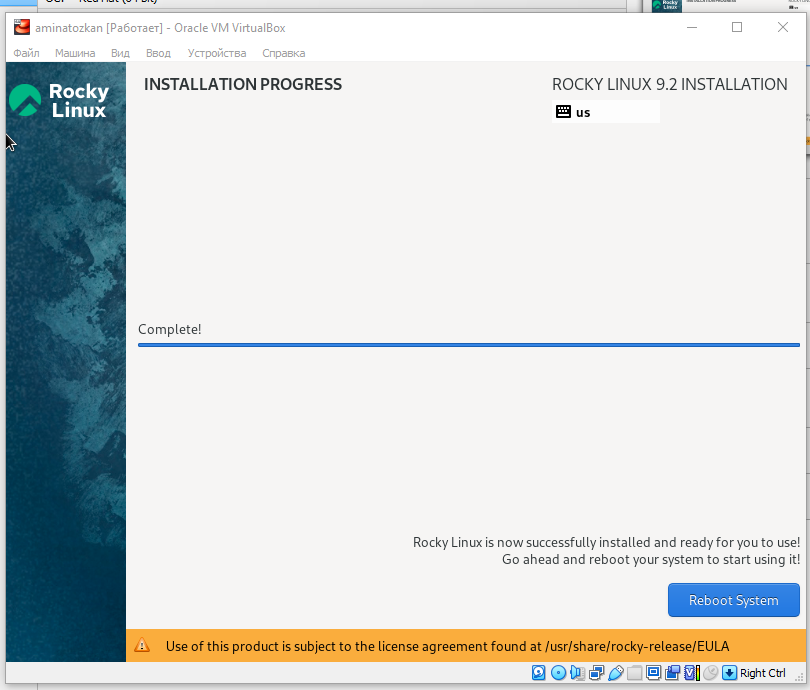 aminatozkan [Работает] - Oracle VM VirtualBox
Файл Машина Вид Ввод Устройства Справка
Rocky
Linux
INSTALLATION PROGRESS
ROCKY LINUX 9.2 INSTALLATION
us
Complete!
Rocky Linux is now successfully installed and ready for you to use!
Go ahead and reboot your system to start using it!
Reboot System
Use of this product is subject to the license agreement found at /usr/share/rocky-release/EULA
Right Ctrl